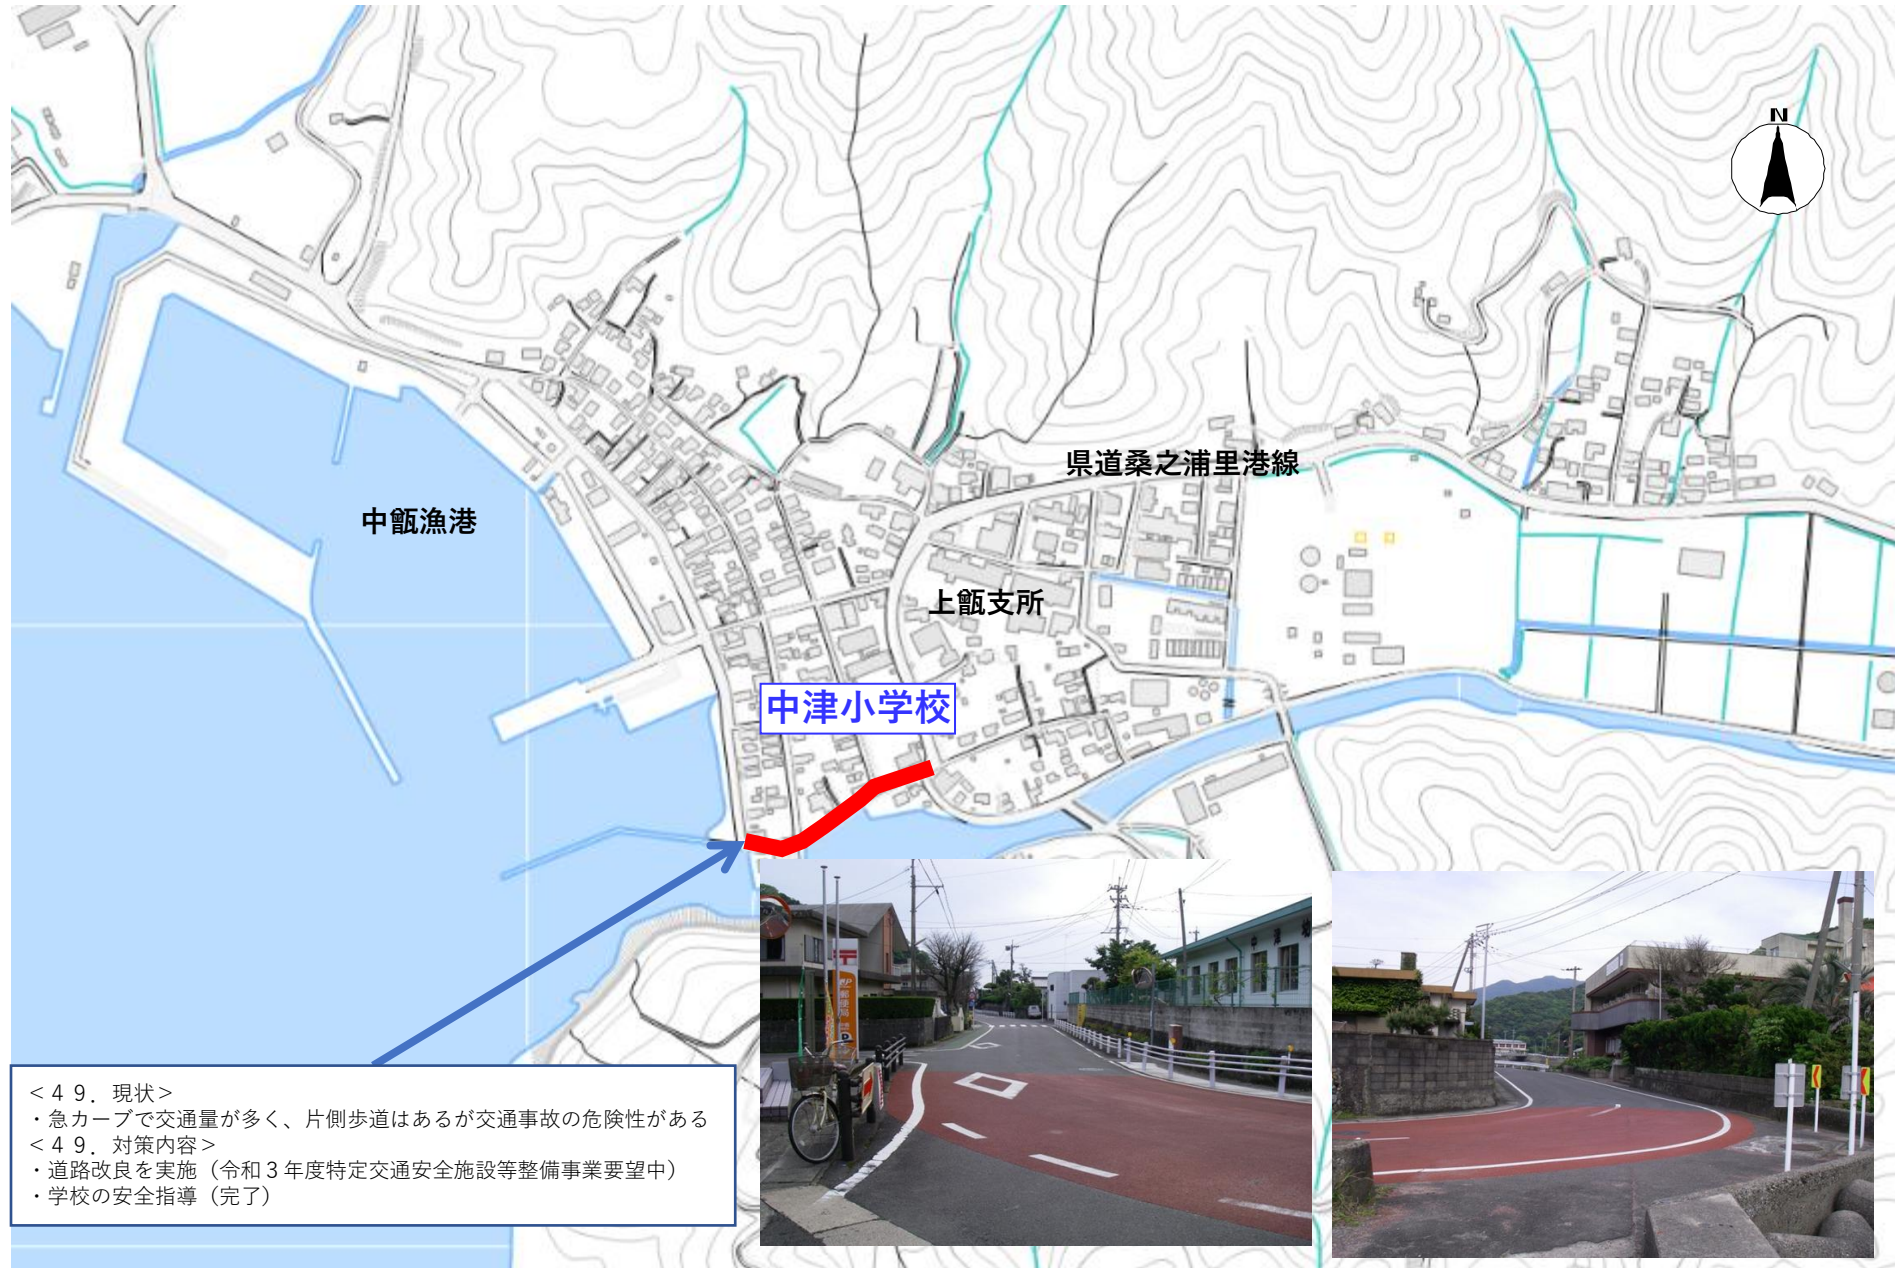 N
県道桑之浦里港線
中甑漁港
上甑支所
中津小学校
＜４９．現状＞
・急カーブで交通量が多く、片側歩道はあるが交通事故の危険性がある
＜４９．対策内容＞
・道路改良を実施（令和３年度特定交通安全施設等整備事業要望中）
・学校の安全指導（完了）
中津
郵便局